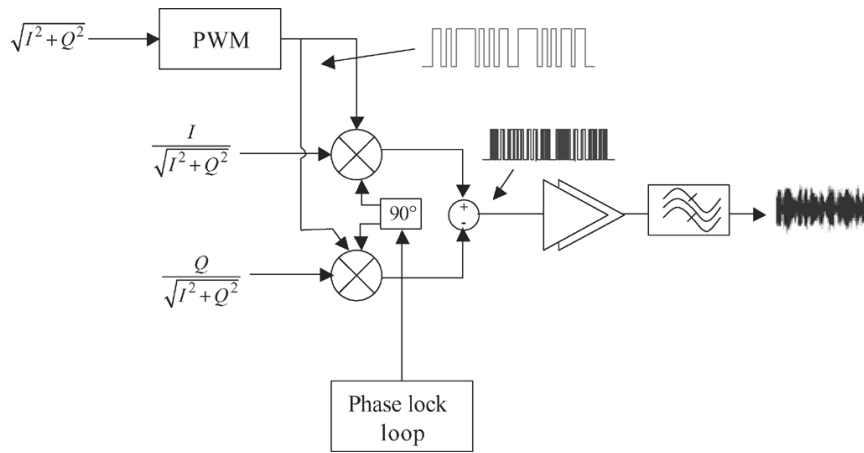 √(I²+Q²)
PWM
I/√(I²+Q²)
90°
+
-
Q/√(I²+Q²)
Phase lock
loop